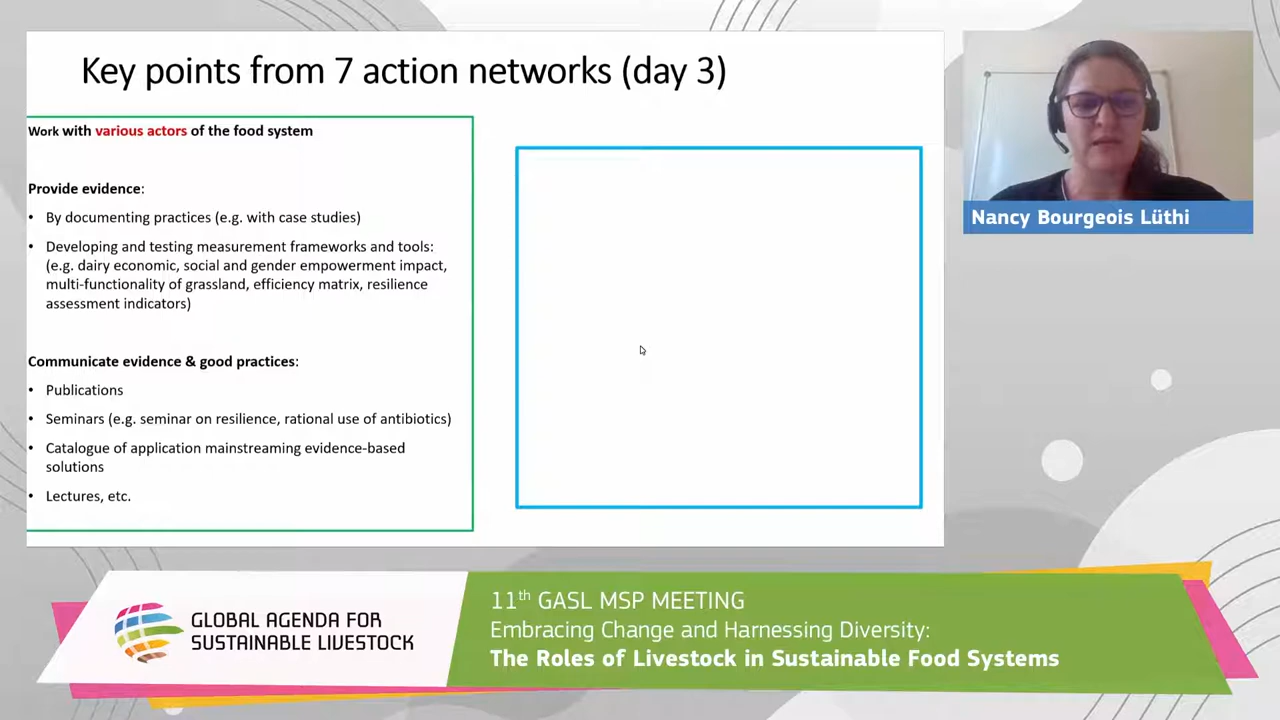 Key points from 7 action networks (day 3)
Work with various actors of the food system
Provide evidence:
• By documenting practices (e.g. with case studies)
• Developing and testing measurement frameworks and tools:
(e.g. dairy economic, social and gender empowerment impact,
multi-functionality of grassland, efficiency matrix, resilience
assessment indicators)
Communicate evidence & good practices:
• Publications
• Seminars (e.g. seminar on resilience, rational use of antibiotics)
• Catalogue of application mainstreaming evidence-based
solutions
• Lectures, etc.
Nancy Bourgeois Lüthi
GLOBAL AGENDA FOR
SUSTAINABLE LIVESTOCK
11th GASL MSP MEETING
Embracing Change and Harnessing Diversity:
The Roles of Livestock in Sustainable Food Systems